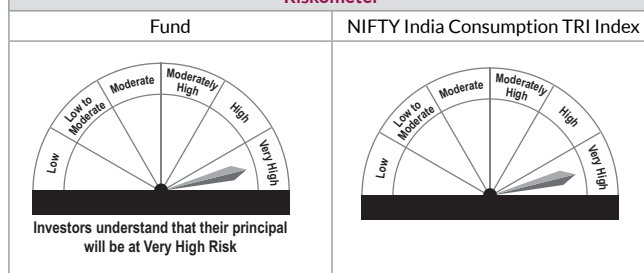 Riskometer
Fund
NIFTY India Consumption TRI Index
Low
Low to
Moderate
Moderate
Moderately
High
High
Very High
Investors understand that their principal
will be at Very High Risk
Low
Low to
Moderate
Moderate
Moderately
High
High
Very High